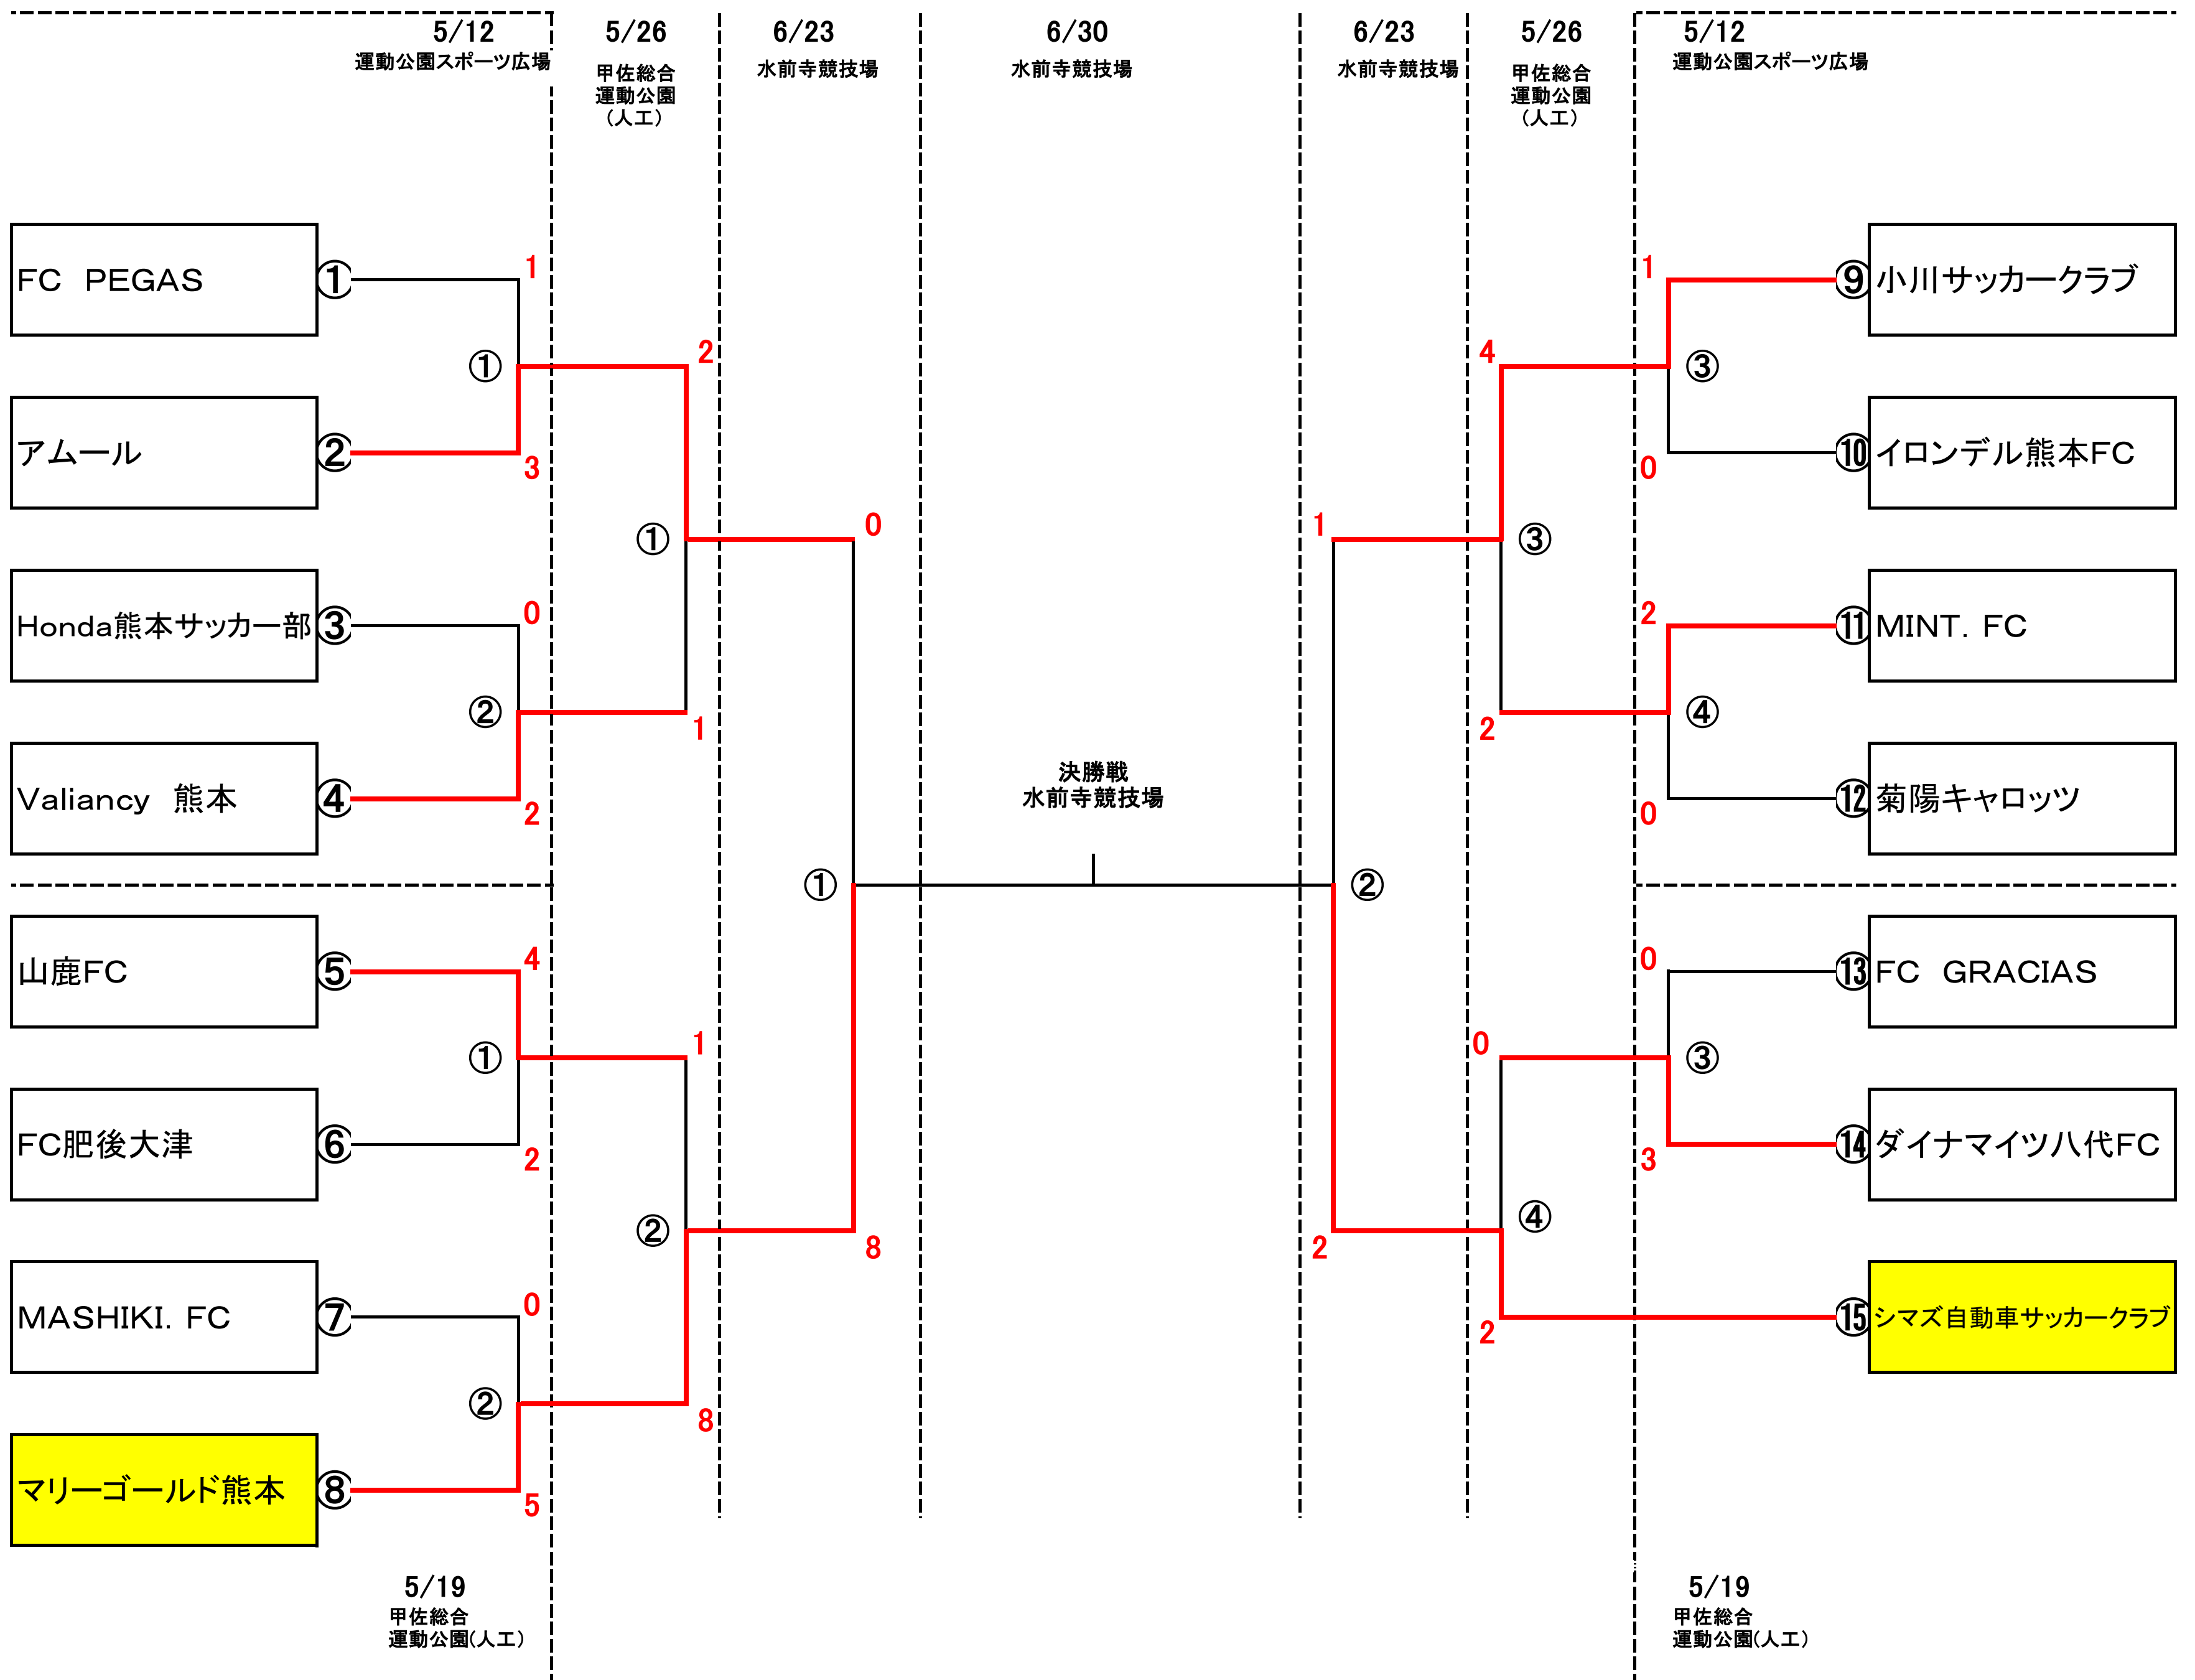 5/12
運動公園スポーツ広場
5/26
甲佐総合
運動公園
(人工)
6/23
水前寺競技場
6/30
水前寺競技場
6/23
水前寺競技場
5/26
甲佐総合
運動公園
(人工)
5/12
運動公園スポーツ広場
FC　PEGAS ①
1
①
アムール ②
3
Honda熊本サッカー部 ③
0
②
Valiancy　熊本 ④
2
2
①
1
山鹿FC ⑤
4
①
FC肥後大津 ⑥
2
MASHIKI．FC ⑦
0
②
マリーゴールド熊本 ⑧
5
1
②
8
0
①
8
決勝戦
水前寺競技場
1
②
2
4
③
2
0
④
2
1
⑨ 小川サッカークラブ
③
0
⑩ イロンデル熊本FC
2
⑪ MINT．FC
④
0
⑫ 菊陽キャロッツ
0
⑬ FC　GRACIAS
③
3
⑭ ダイナマイツ八代FC
⑮ シマズ自動車サッカークラブ
5/19
甲佐総合
運動公園(人工)
5/19
甲佐総合
運動公園(人工)